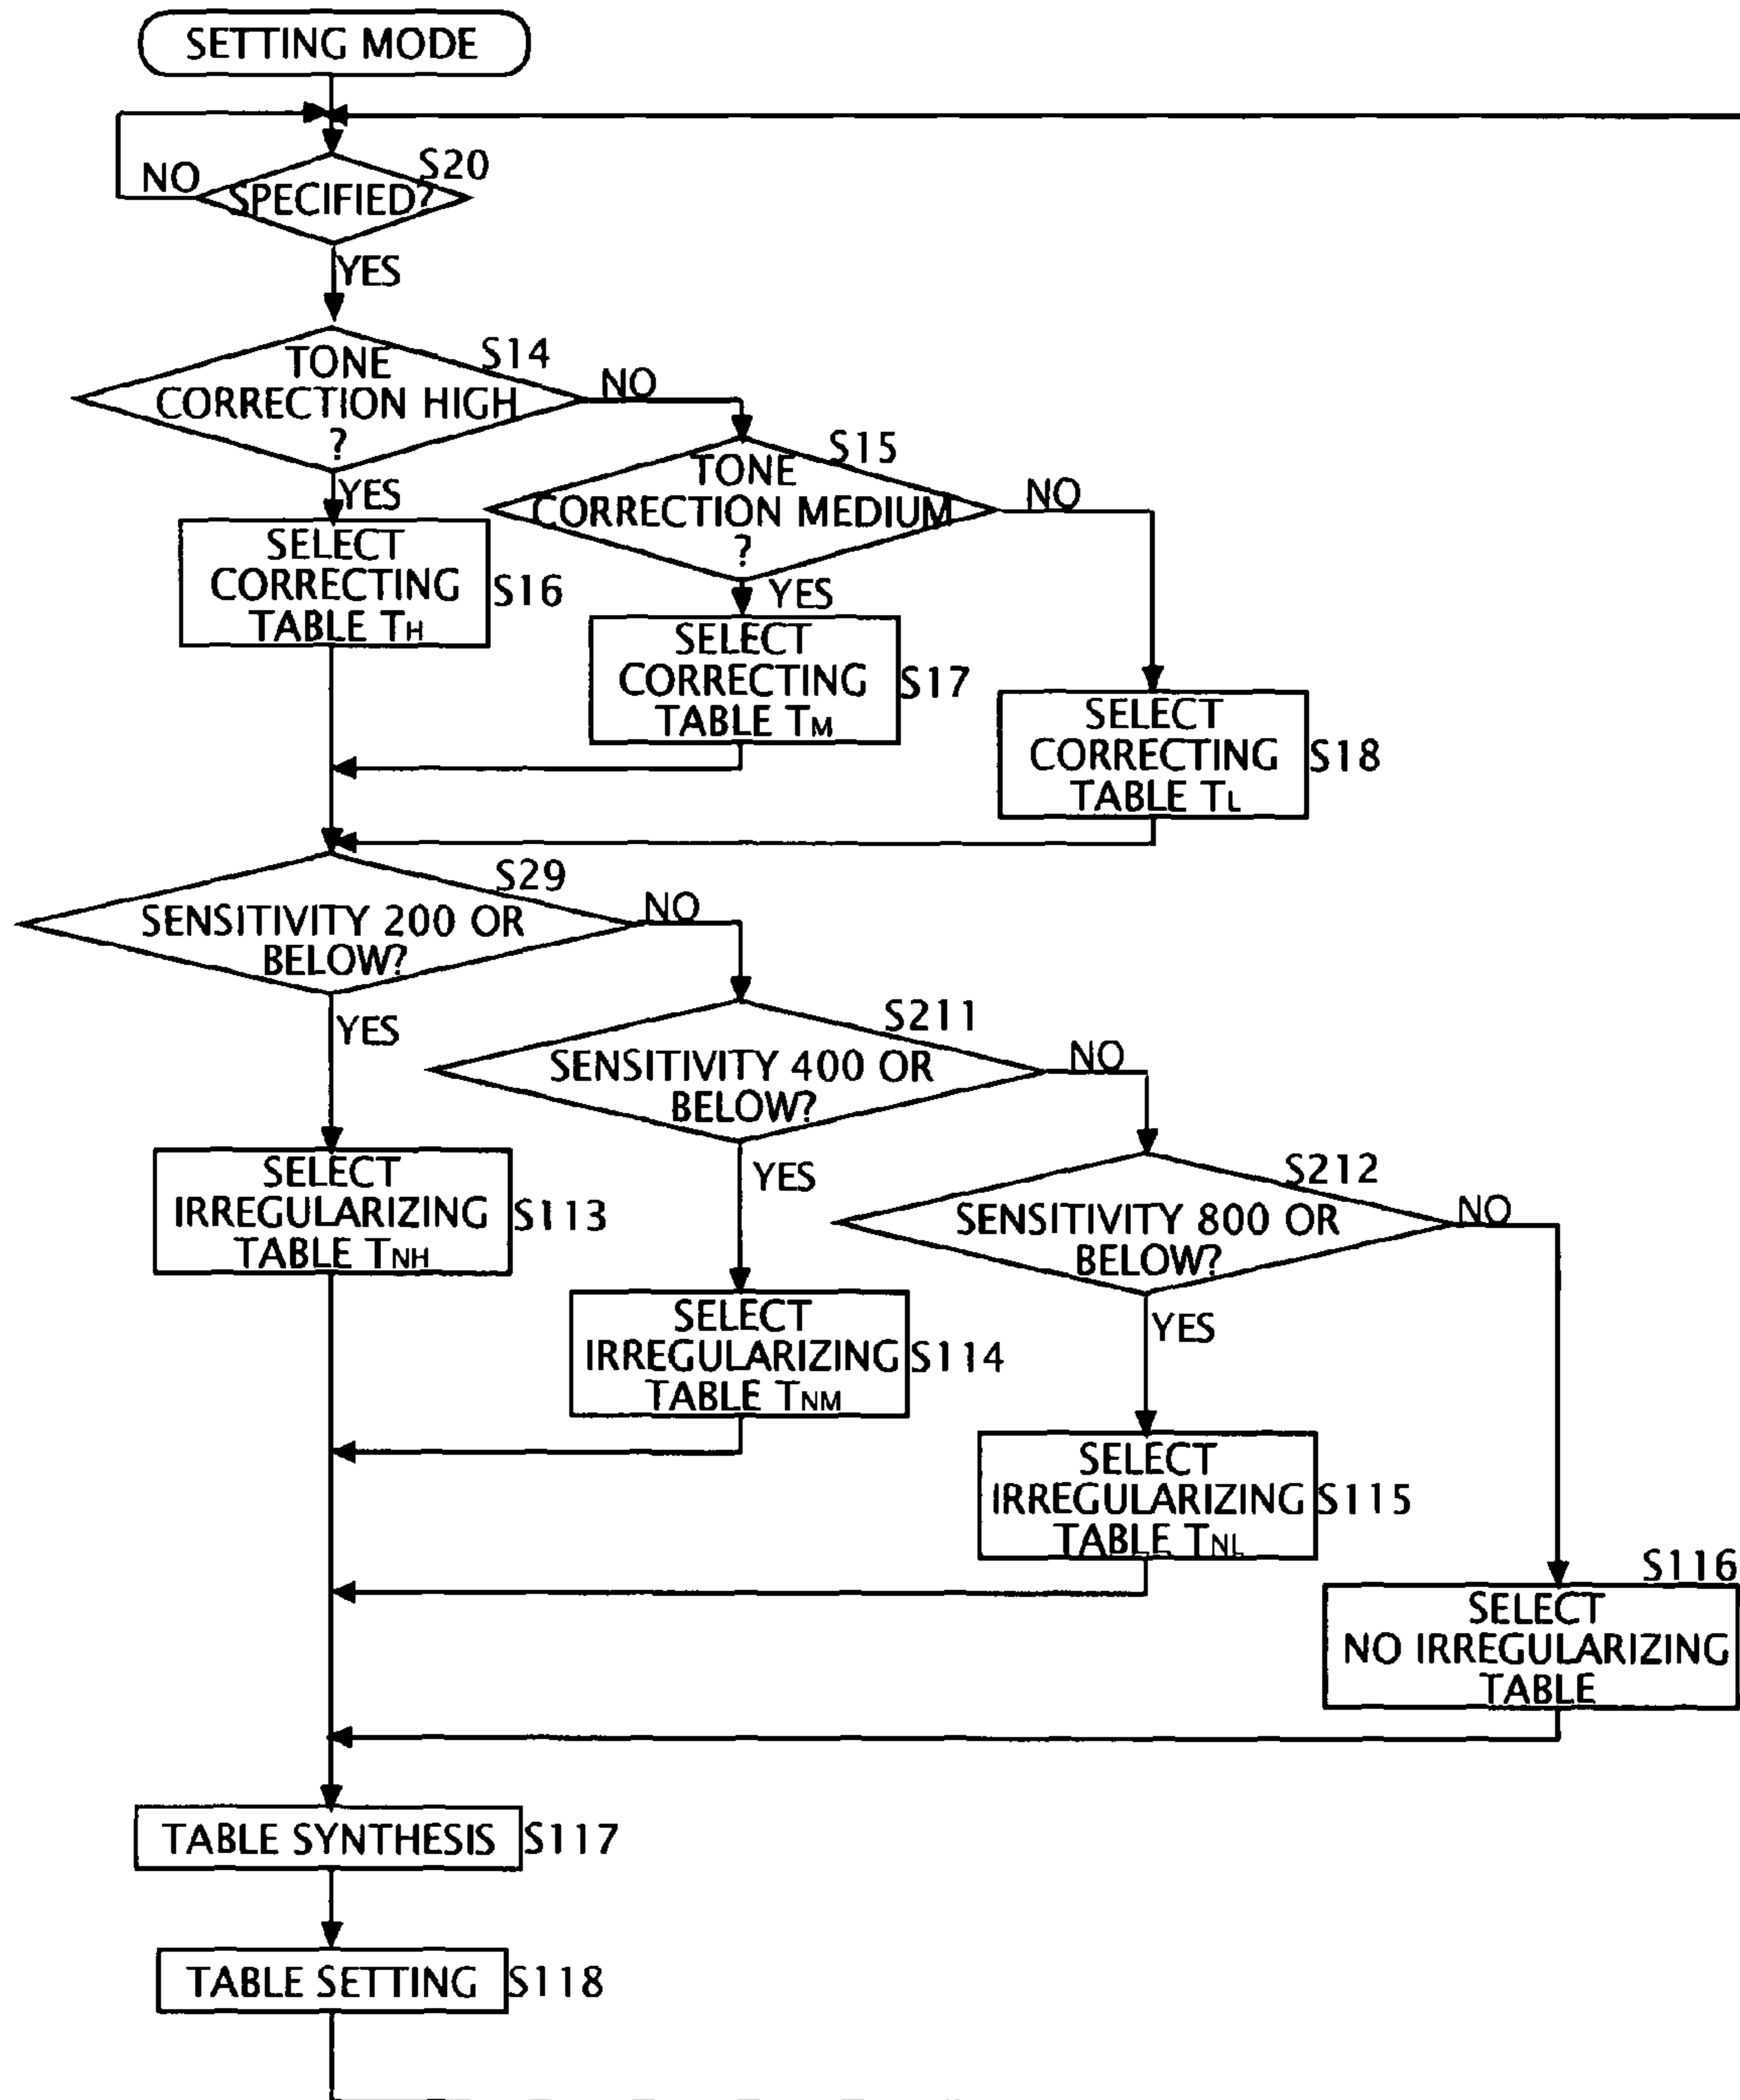 SETTING MODE
S20
NO
SPECIFIED?
YES
S14
TONE
CORRECTION HIGH
?
NO
YES
S15
TONE
CORRECTION MEDIUM
?
NO
YES
SELECT
CORRECTING
TABLE TH
S16
SELECT
CORRECTING
TABLE TM
S17
SELECT
CORRECTING
TABLE TL
S18
S29
SENSITIVITY 200 OR
BELOW?
NO
YES
S211
SENSITIVITY 400 OR
BELOW?
NO
YES
S212
SENSITIVITY 800 OR
BELOW?
NO
YES
SELECT
IRREGULARIZING
TABLE TNH
S113
SELECT
IRREGULARIZING
TABLE TNM
S114
SELECT
IRREGULARIZING
TABLE TNL
S115
S116
SELECT
NO IRREGULARIZING
TABLE
TABLE SYNTHESIS
S117
TABLE SETTING
S118